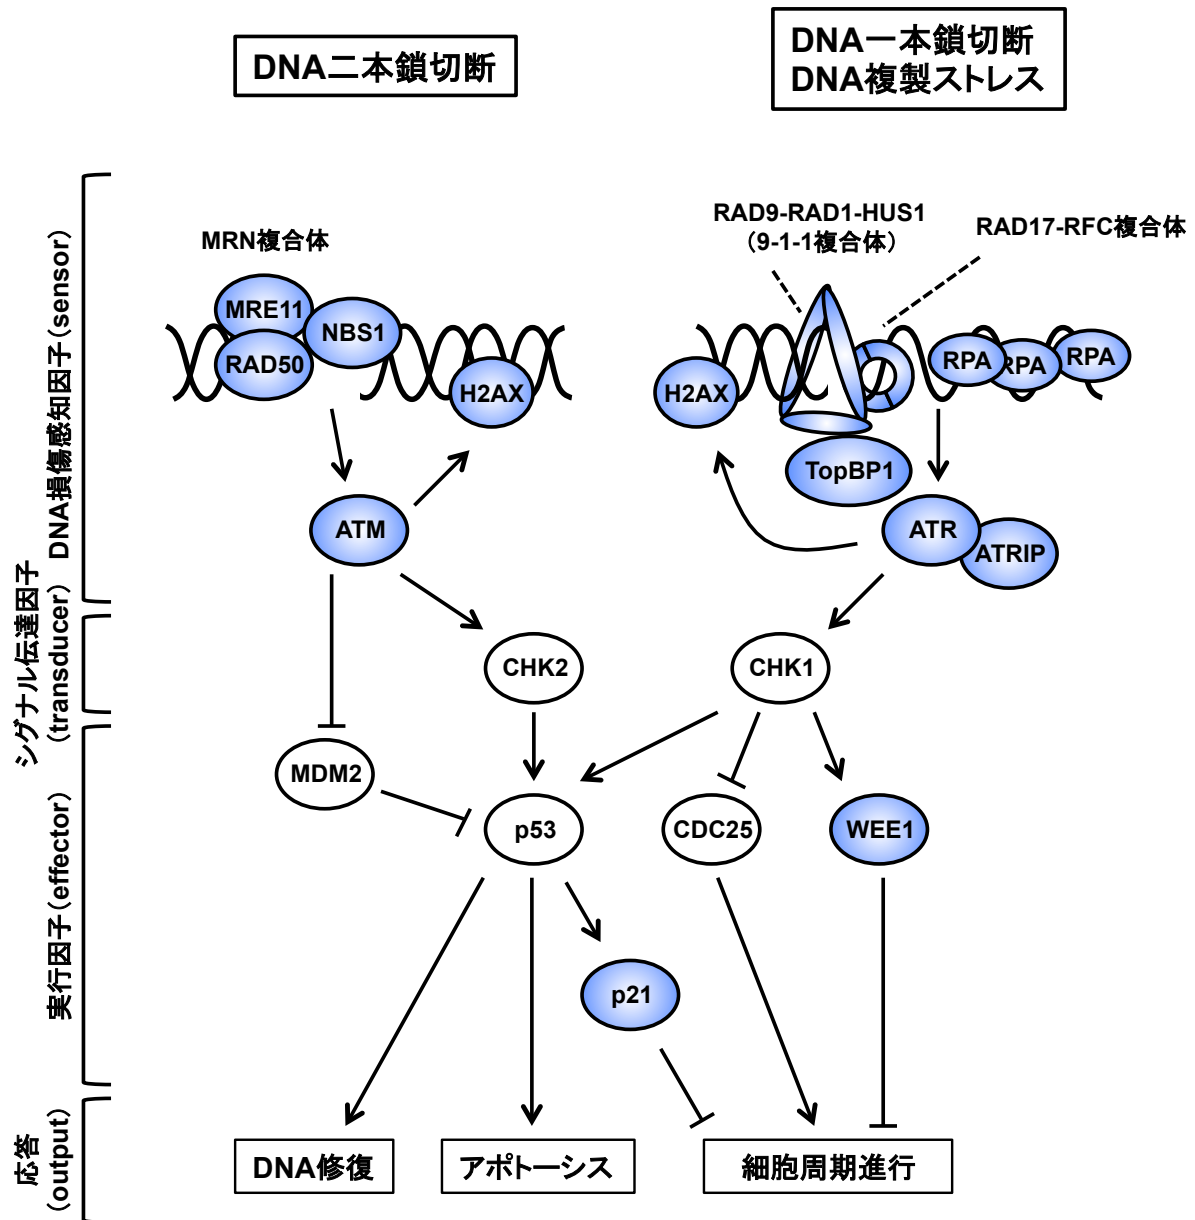 DNA二本鎖切断
DNA一本鎖切断
DNA複製ストレス
DNA損傷感知因子(sensor)
MRN複合体
MRE11
RAD50
NBS1
H2AX
ATM
RAD9-RAD1-HUS1
(9-1-1複合体)
RAD17-RFC複合体
H2AX
RPA
RPA
RPA
TopBP1
ATR
ATRIP
シグナル伝達因子
(transducer)
CHK2
CHK1
実行因子(effector)
MDM2
p53
CDC25
WEE1
p21
応答
(output)
DNA修復
アポトーシス
細胞周期進行